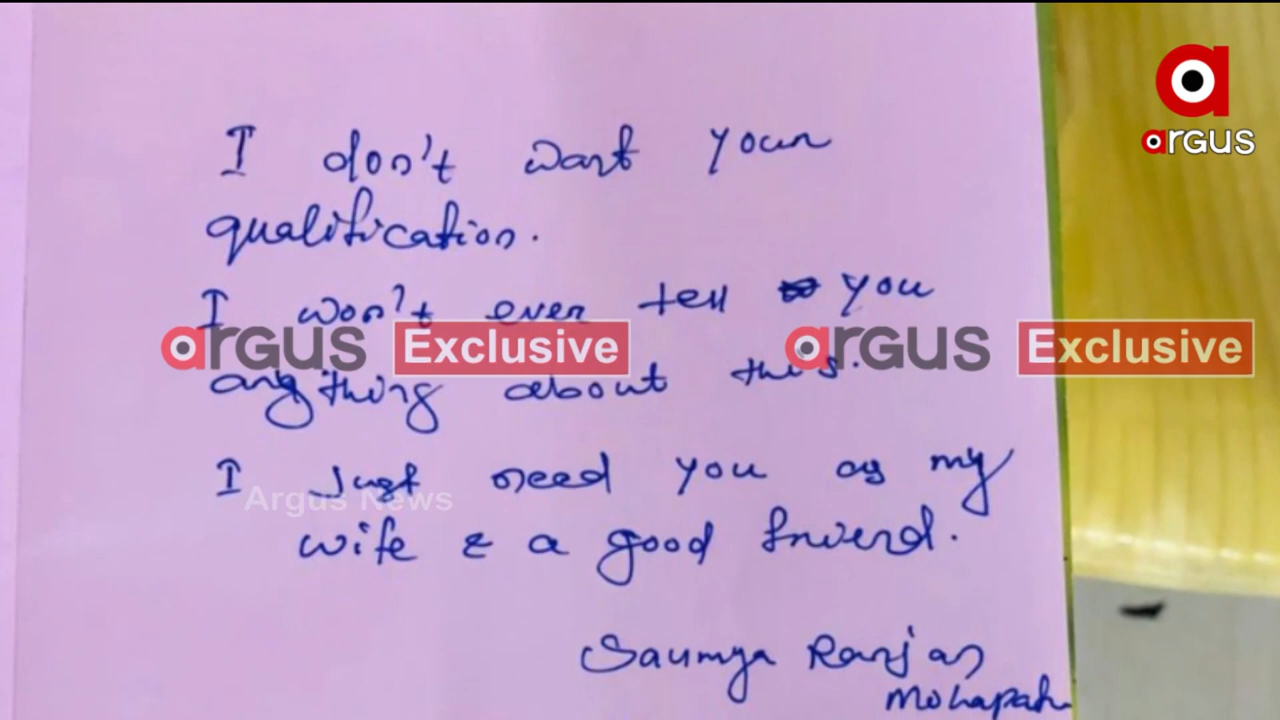 argus
I don't want your
qualification.
I won't ever tell you
argus Exclusive argus Exclusive
anything about this.
I Just need you as my
Argus News
wife & a good friend.
Saumya Ranjan
Mohapatr